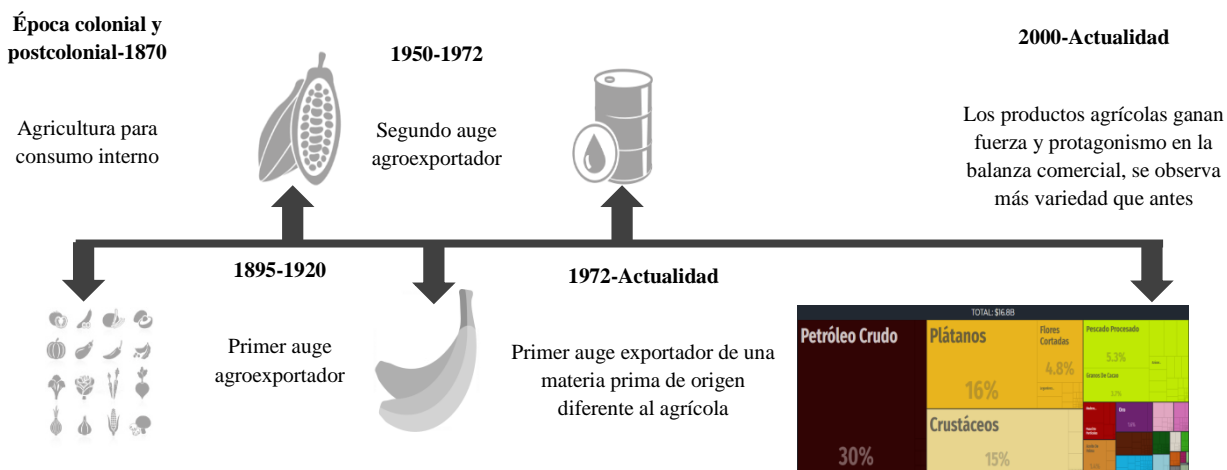 Época colonial y
postcolonial-1870
Agricultura para
consumo interno
1895-1920
Primer auge
agroexportador
1950-1972
Segundo auge
agroexportador
1972-Actualidad
Primer auge exportador de una
materia prima de origen
diferente al agrícola
2000-Actualidad
Los productos agrícolas ganan
fuerza y protagonismo en la
balanza comercial, se observa
más variedad que antes
TOTAL: $16.8B
Petróleo Crudo
30%
Plátanos
16%
Flores
Cortadas
4.8%
Crustáceos
15%
Pescado Procesado
5.3%
Granos De Cacao